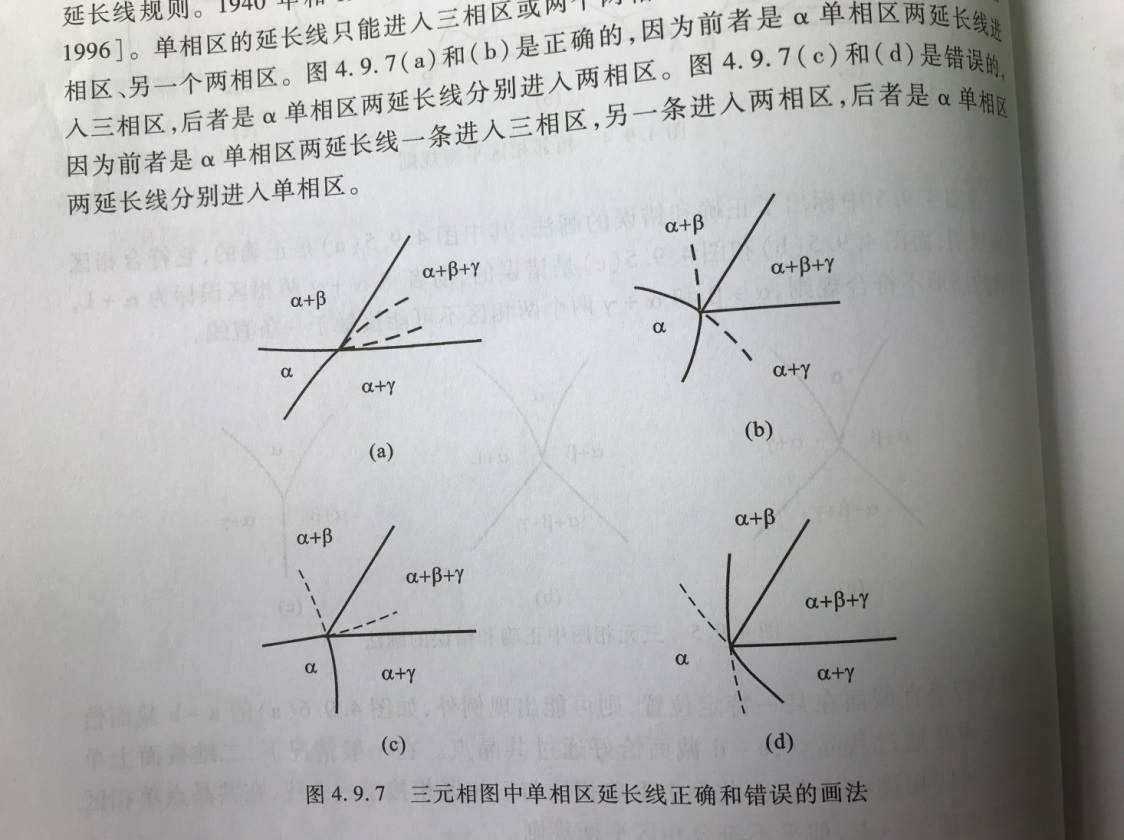 延长线规则。1940
1996]。单相区的延长线只能进入三相区或两个
相区、另一个两相区。图4.9.7(a)和(b)是正确的,因为前者是 α 单相区两延长线进
入三相区,后者是 α 单相区两延长线分别进入两相区。图 4.9.7(c)和(d)是错误的,
因为前者是 α 单相区两延长线一条进入三相区,另一条进入两相区,后者是 α 单相区
两延长线分别进入单相区。
α+β
α+β+γ
α
α+γ
(a)
α+β
α+β+γ
α
α+γ
(b)
α+β
α+β+γ
α
α+γ
(c)
α+β
α+β+γ
α
α+γ
(d)
图 4.9.7 三元相图中单相区延长线正确和错误的画法